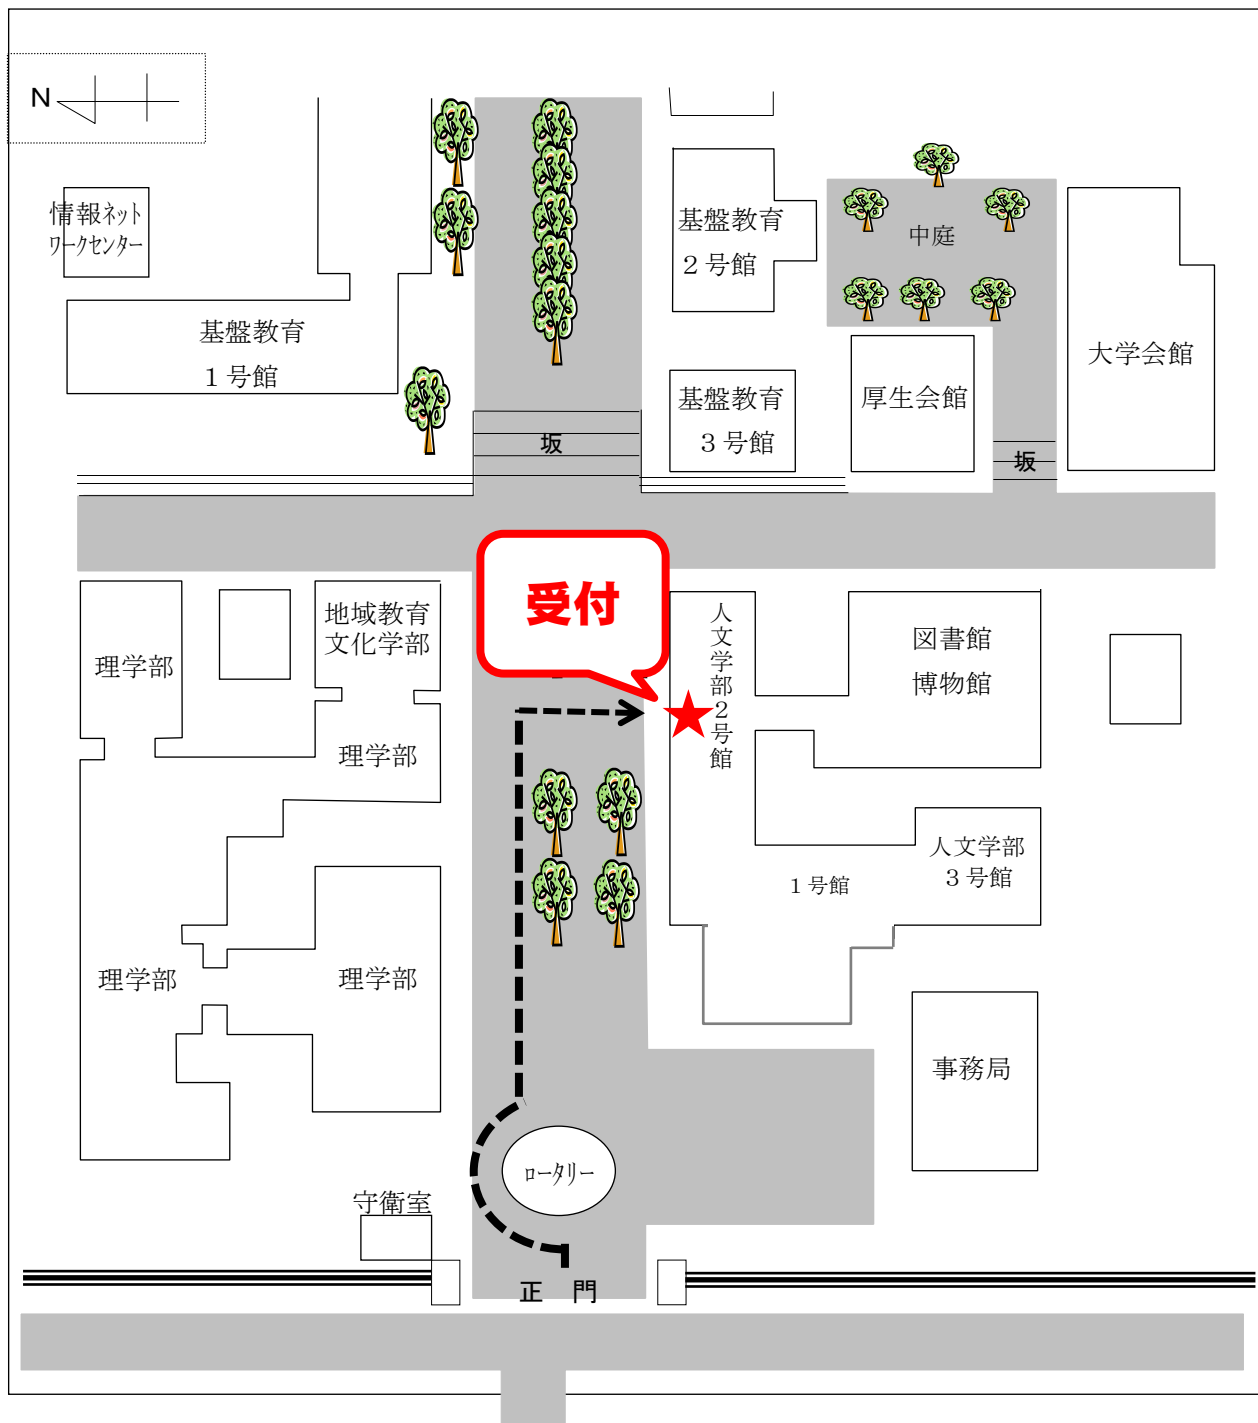 N
情報ネット
ワークセンター
基盤教育
１号館
基盤教育
２号館
中庭
大学会館
基盤教育
３号館
厚生会館
坂
坂
受付
地域教育
文化学部
理学部
理学部
人文学部２号館
図書館
博物館
人文学部
３号館
１号館
理学部
理学部
事務局
ロータリー
守衛室
正　門